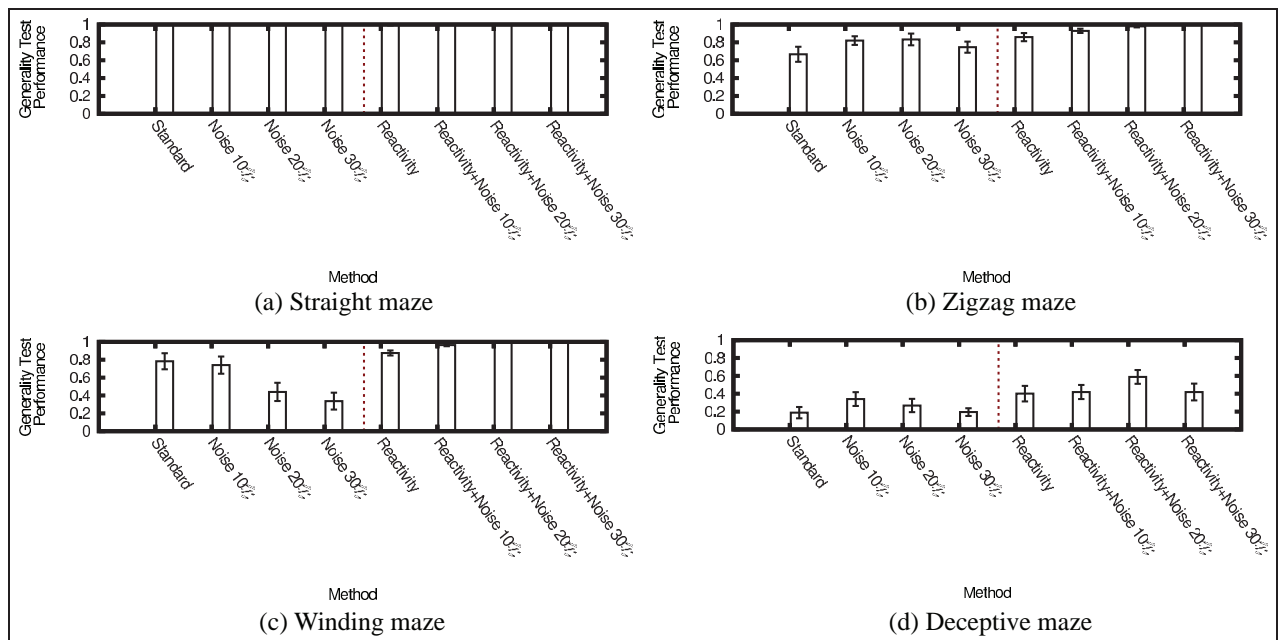 Generality Test
Performance
1
0.8
0.6
0.4
0.2
0
Standard
Noise 10%
Noise 20%
Noise 30%
Reactivity
Reactivity+Noise 10%
Reactivity+Noise 20%
Reactivity+Noise 30%
Method
(a) Straight maze
Generality Test
Performance
1
0.8
0.6
0.4
0.2
0
Standard
Noise 10%
Noise 20%
Noise 30%
Reactivity
Reactivity+Noise 10%
Reactivity+Noise 20%
Reactivity+Noise 30%
Method
(b) Zigzag maze
Generality Test
Performance
1
0.8
0.6
0.4
0.2
0
Standard
Noise 10%
Noise 20%
Noise 30%
Reactivity
Reactivity+Noise 10%
Reactivity+Noise 20%
Reactivity+Noise 30%
Method
(c) Winding maze
Generality Test
Performance
1
0.8
0.6
0.4
0.2
0
Standard
Noise 10%
Noise 20%
Noise 30%
Reactivity
Reactivity+Noise 10%
Reactivity+Noise 20%
Reactivity+Noise 30%
Method
(d) Deceptive maze